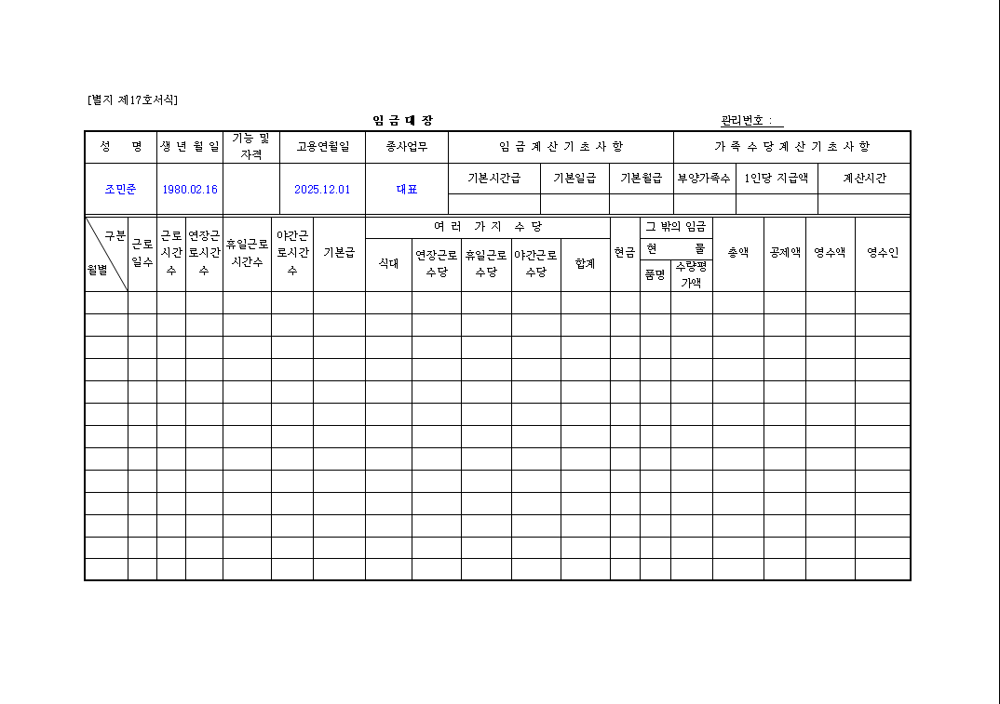 [별지 제17호서식]
임 금 대 장
관리번호 :
성 명 생 년 월 일 기능 및 자격 고용연월일 종사업무 임 금 계 산 기 초 사 항 가 족 수 당 계 산 기 초 사 항
기본시간급 기본일급 기본월급 부양가족수 1인당 지급액 계산시간
조민준 1980.02.16 2025.12.01 대표
구분
월별
근로일수
근로시간수
연장근로시간수
휴일근로시간수
야간근로시간수
기본급
여 러 가 지 수 당
식대
연장근로수당
휴일근로수당
야간근로수당
합계
현금
그 밖의 임금
현 물
품명
수량평가액
총액
공제액
영수액
영수인